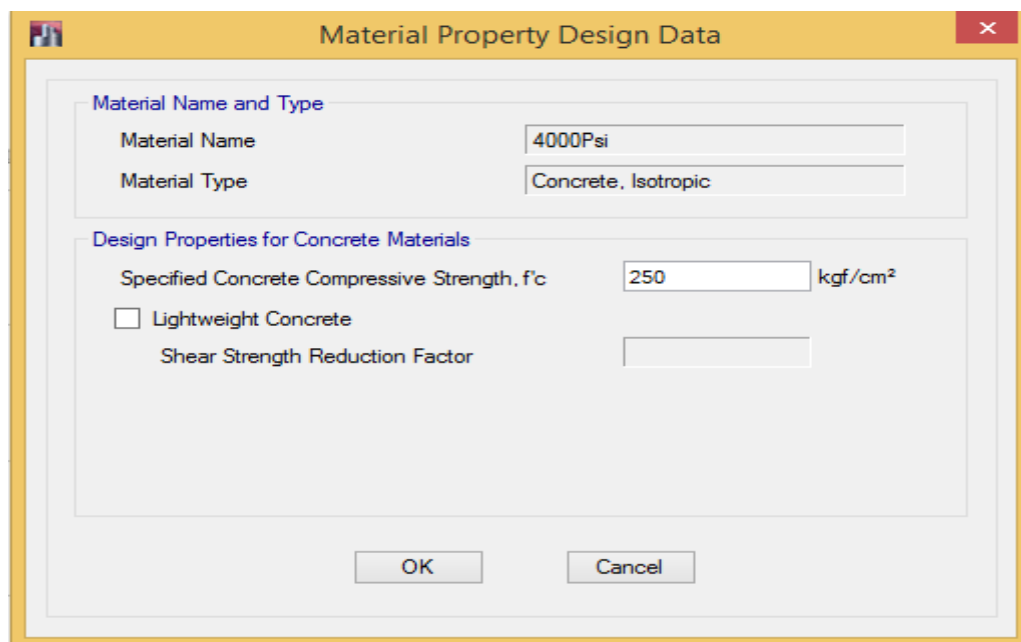 Material Property Design Data
Material Name and Type
Material Name 4000Psi
Material Type Concrete, Isotropic
Design Properties for Concrete Materials
Specified Concrete Compressive Strength, f'c 250 kgf/cm²
Lightweight Concrete
Shear Strength Reduction Factor
OK Cancel